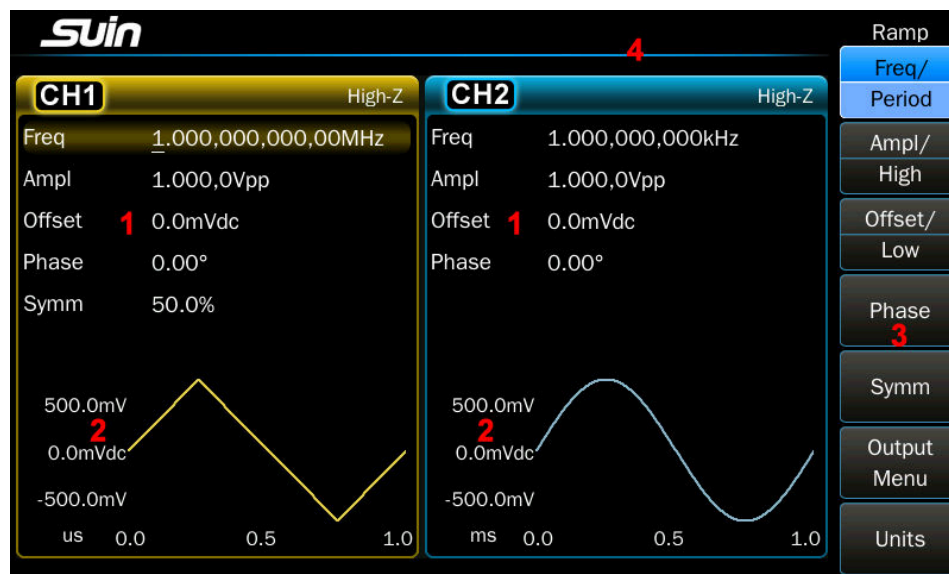 SUin
4
CH1 High-Z
Freq 1.000,000,000,00MHz
Ampl 1.000,0Vpp
Offset 1 0.0mVdc
Phase 0.00°
Symm 50.0%
500.0mV
2
0.0mVdc
-500.0mV
us 0.0 0.5 1.0
CH2 High-Z
Freq 1.000,000,000kHz
Ampl 1.000,0Vpp
Offset 1 0.0mVdc
Phase 0.00°
500.0mV
2
0.0mVdc
-500.0mV
ms 0.0 0.5 1.0
Ramp
Freq/
Period
Ampl/
High
Offset/
Low
Phase
3
Symm
Output
Menu
Units